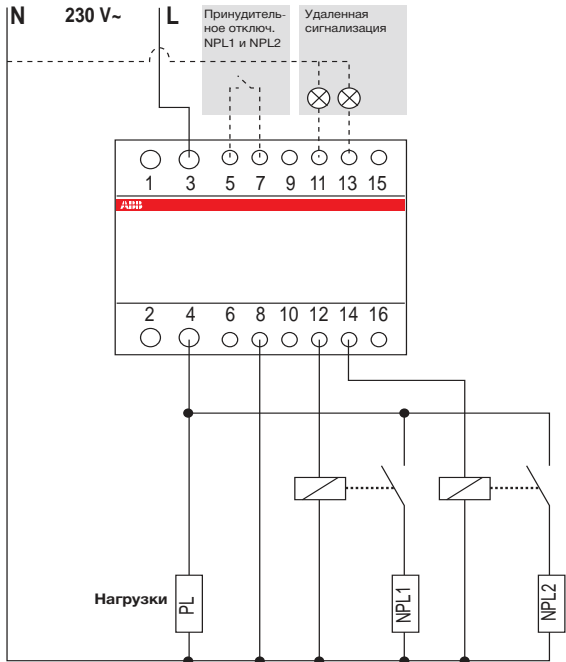 N 230 V~ L
Принудитель-
ное отключ.
NPL1 и NPL2
Удаленная
сигнализация
1 3 5 7 9 11 13 15
ABB
2 4 6 8 10 12 14 16
Нагрузки
PL
NPL1
NPL2